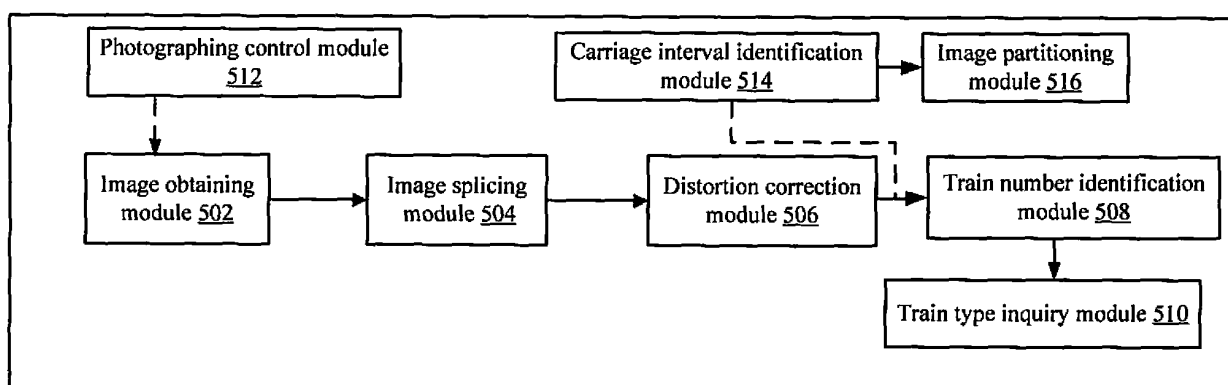 Photographing control module
512
Carriage interval identification
module 514
Image partitioning
module 516
Image obtaining
module 502
Image splicing
module 504
Distortion correction
module 506
Train number identification
module 508
Train type inquiry module 510